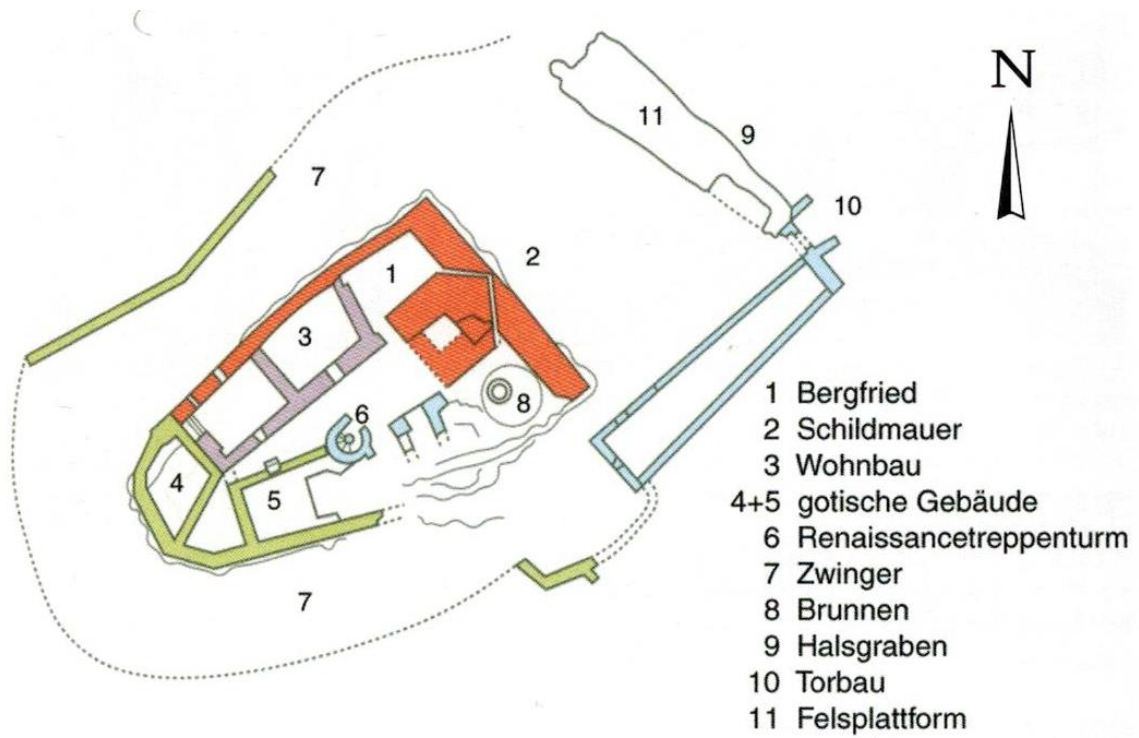 N
11
9
7
10
2
1
3
8
6
4
5
7
1 Bergfried
2 Schildmauer
3 Wohnbau
4+5 gotische Gebäude
6 Renaissancetreppenturm
7 Zwinger
8 Brunnen
9 Halsgraben
10 Torbau
11 Felsplattform